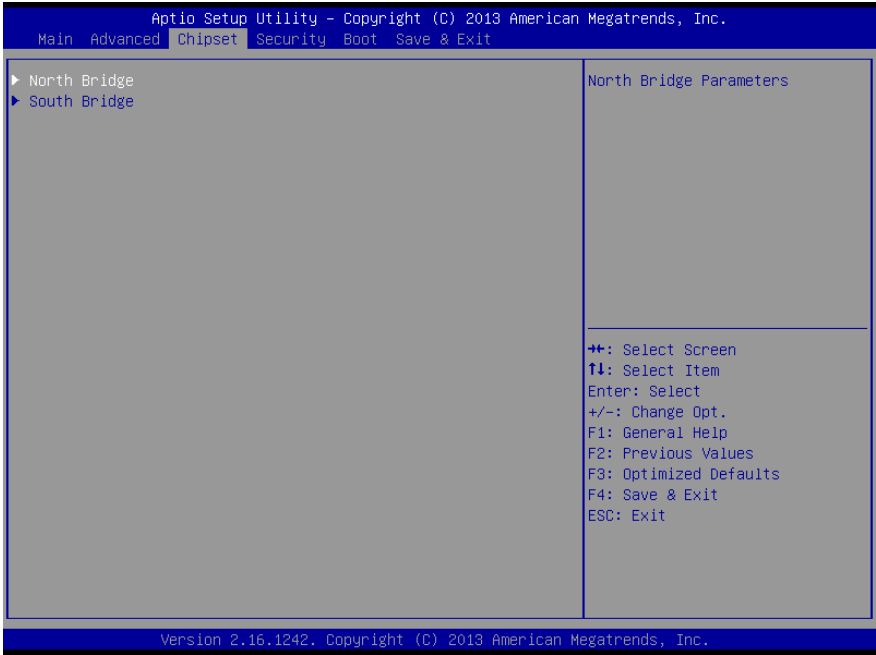 Aptio Setup Utility – Copyright (C) 2013 American Megatrends, Inc.
Main Advanced Chipset Security Boot Save & Exit
► North Bridge
► South Bridge
North Bridge Parameters
→←: Select Screen
↑↓: Select Item
Enter: Select
+/-: Change Opt.
F1: General Help
F2: Previous Values
F3: Optimized Defaults
F4: Save & Exit
ESC: Exit
Version 2.16.1242. Copyright (C) 2013 American Megatrends, Inc.